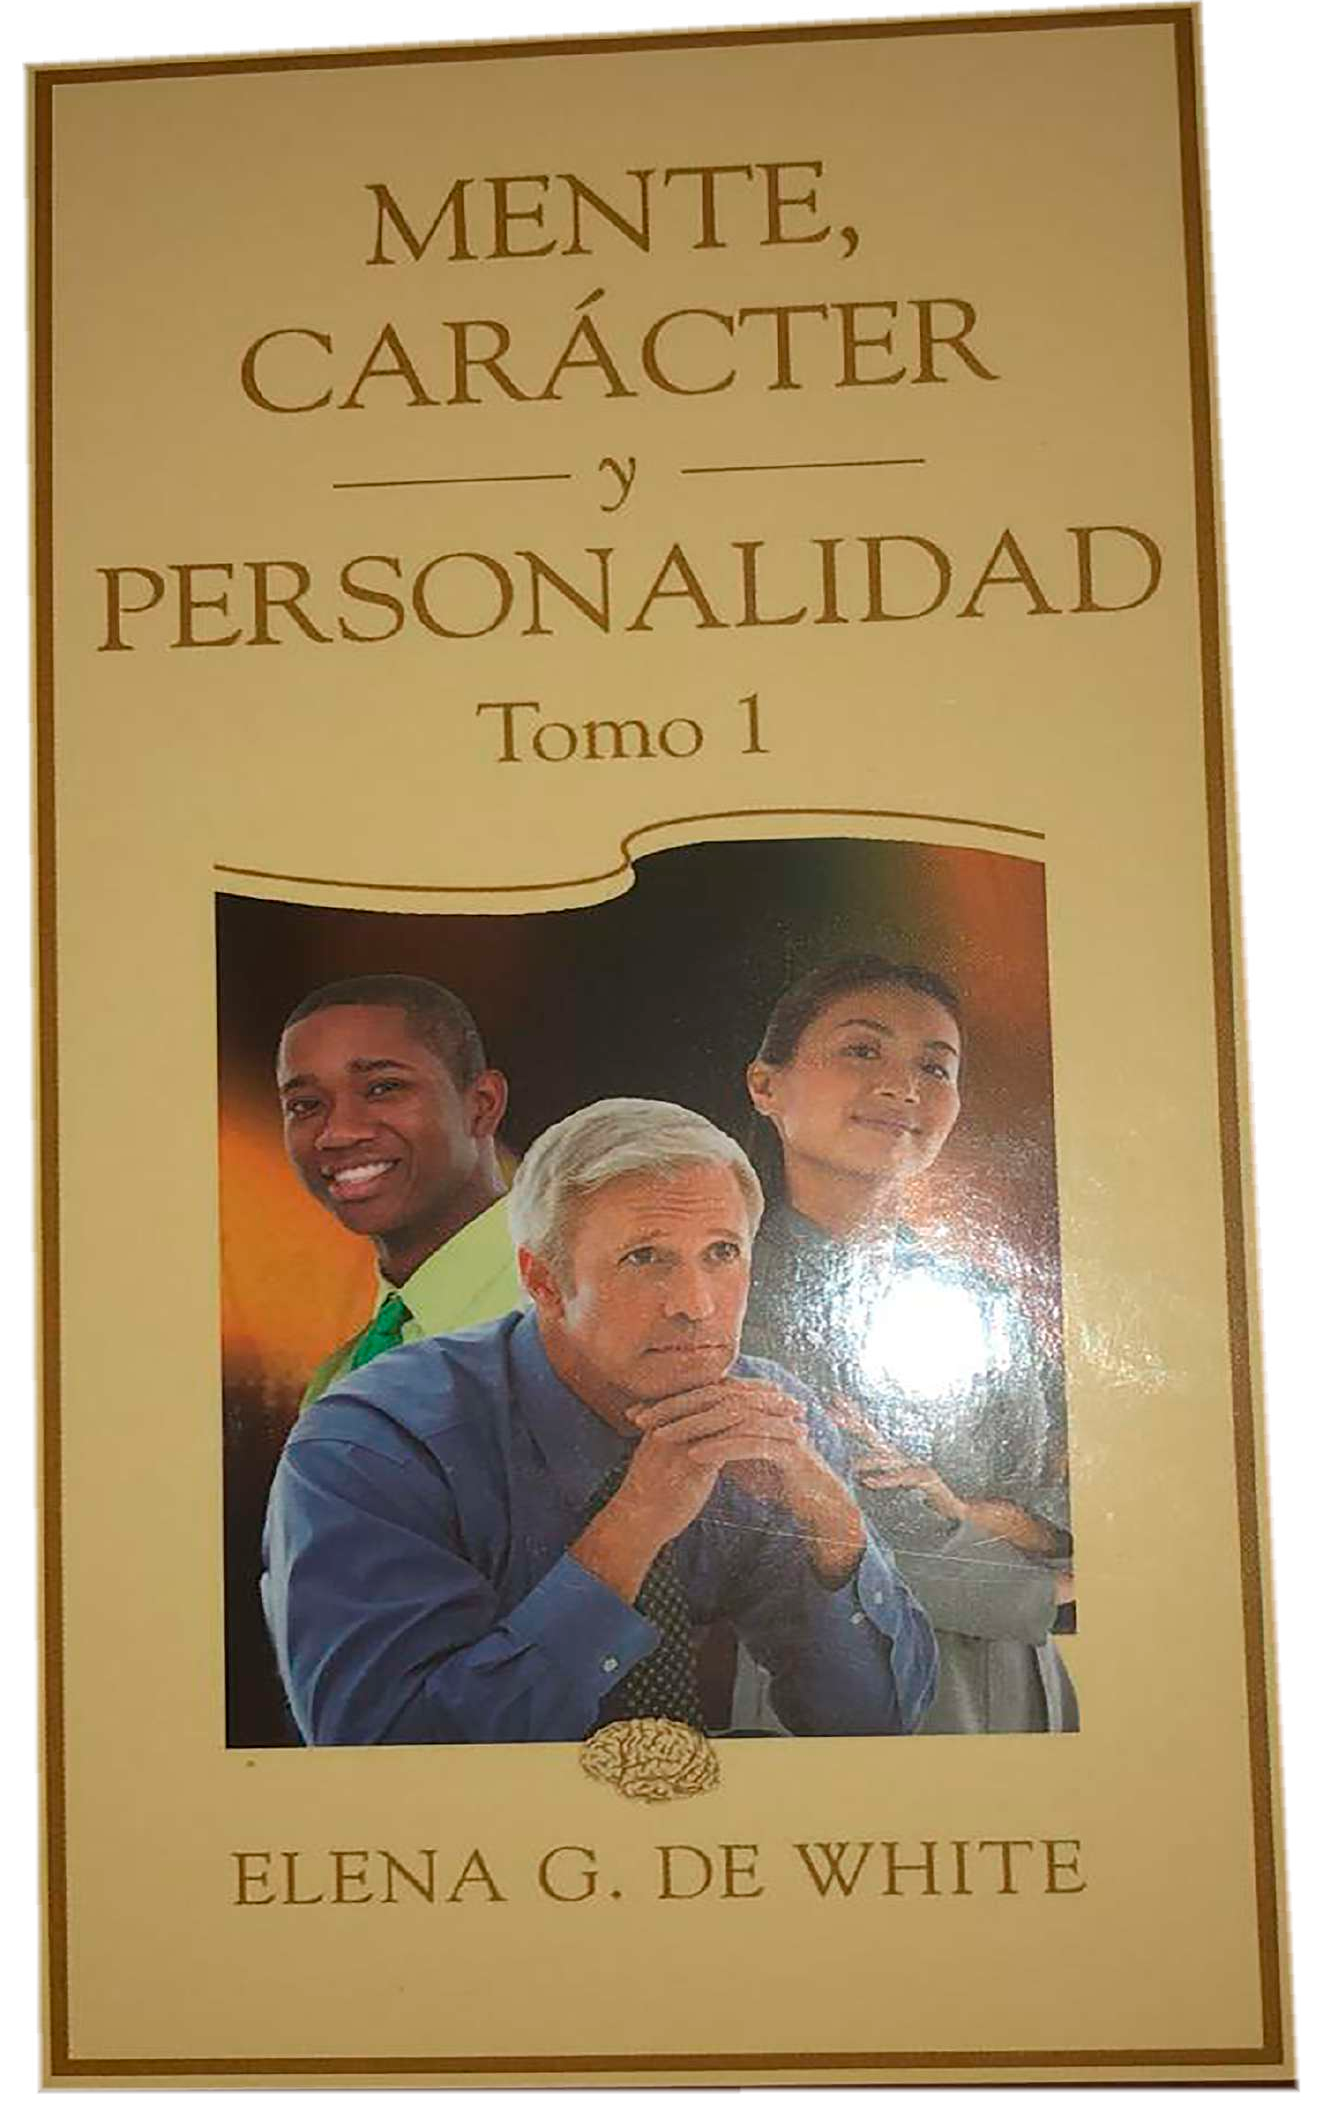 MENTE,
CARÁCTER
y
PERSONALIDAD
Tomo 1
ELENA G. DE WHITE